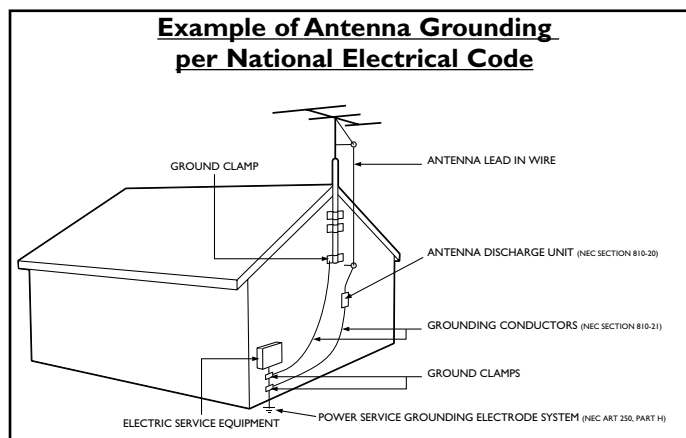 Example of Antenna Grounding
per National Electrical Code
GROUND CLAMP
ANTENNA LEAD IN WIRE
ANTENNA DISCHARGE UNIT (NEC SECTION 810-20)
GROUNDING CONDUCTORS (NEC SECTION 810-21)
GROUND CLAMPS
ELECTRIC SERVICE EQUIPMENT
POWER SERVICE GROUNDING ELECTRODE SYSTEM (NEC ART 250, PART H)